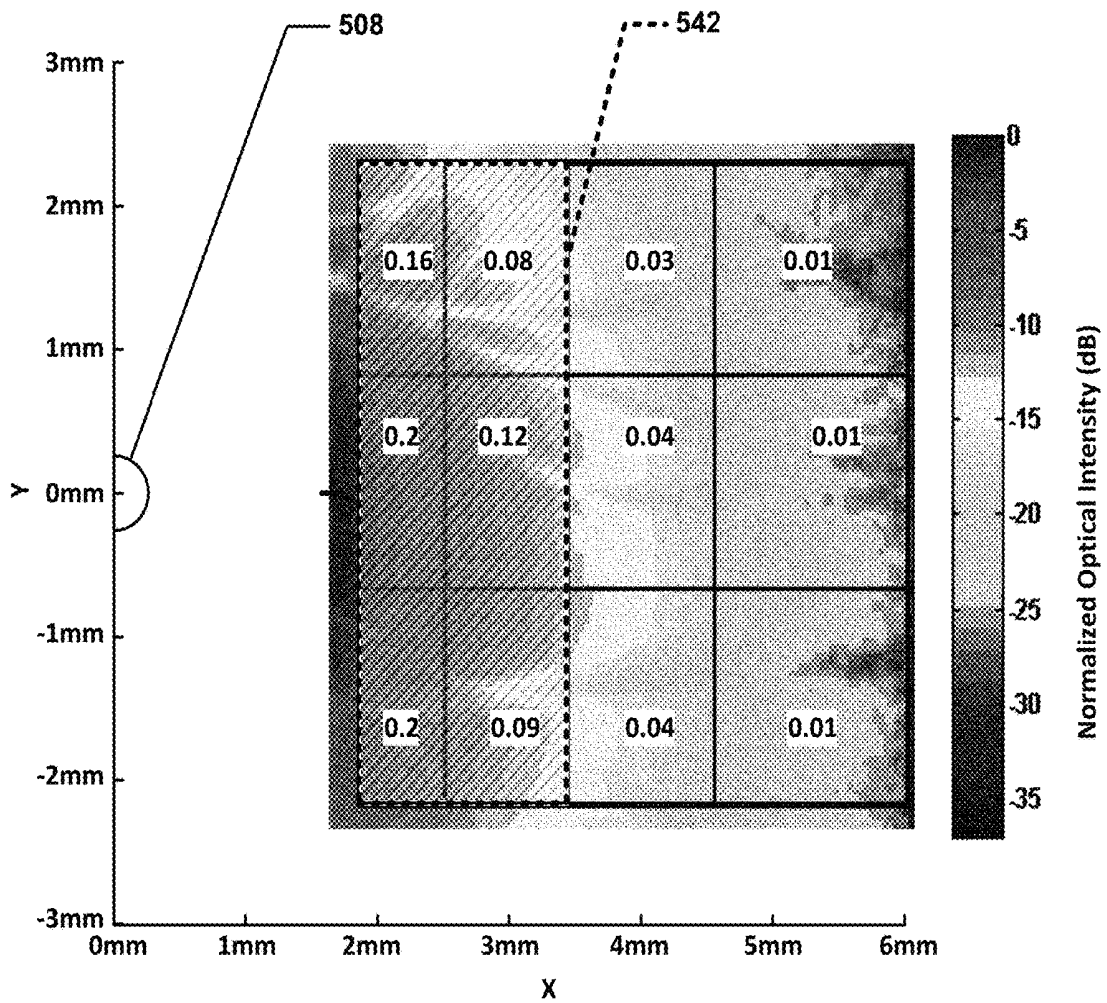 508
542
3mm
2mm
1mm
Y 0mm
-1mm
-2mm
-3mm
0.16 0.08 0.03 0.01
0.2 0.12 0.04 0.01
0.2 0.09 0.04 0.01
0
-5
-10
-15
-20
-25
-30
-35
Normalized Optical Intensity (dB)
0mm 1mm 2mm 3mm 4mm 5mm 6mm
X